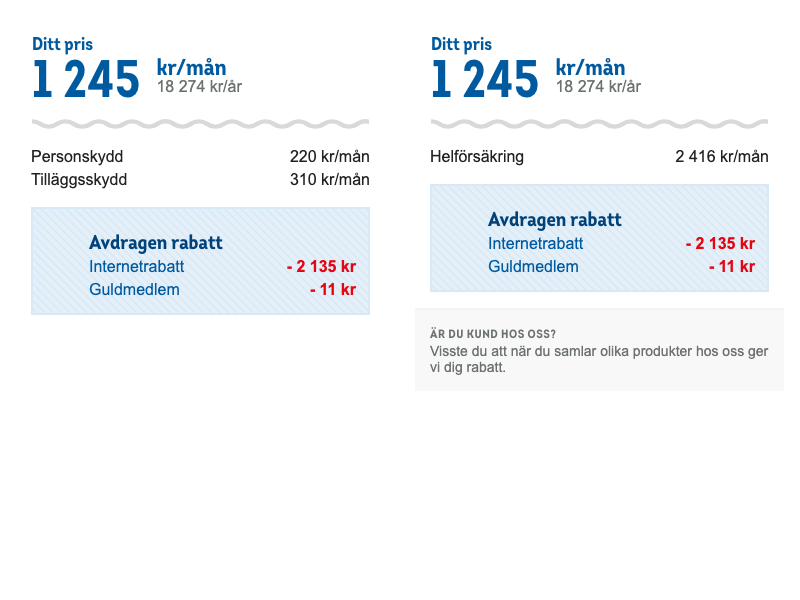 Ditt pris
1 245 kr/mån
18 274 kr/år
Personskydd 220 kr/mån
Tilläggsskydd 310 kr/mån
Avdragen rabatt
Internetrabatt - 2 135 kr
Guldmedlem - 11 kr
Ditt pris
1 245 kr/mån
18 274 kr/år
Helförsäkring 2 416 kr/mån
Avdragen rabatt
Internetrabatt - 2 135 kr
Guldmedlem - 11 kr
ÄR DU KUND HOS OSS?
Visste du att när du samlar olika produkter hos oss ger
vi dig rabatt.